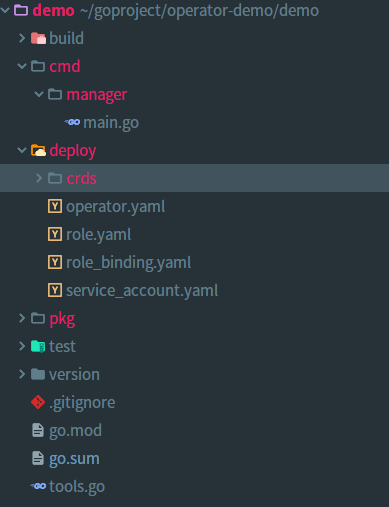 demo ~/goproject/operator-demo/demo
build
cmd
manager
main.go
deploy
crds
operator.yaml
role.yaml
role_binding.yaml
service_account.yaml
pkg
test
version
.gitignore
go.mod
go.sum
tools.go